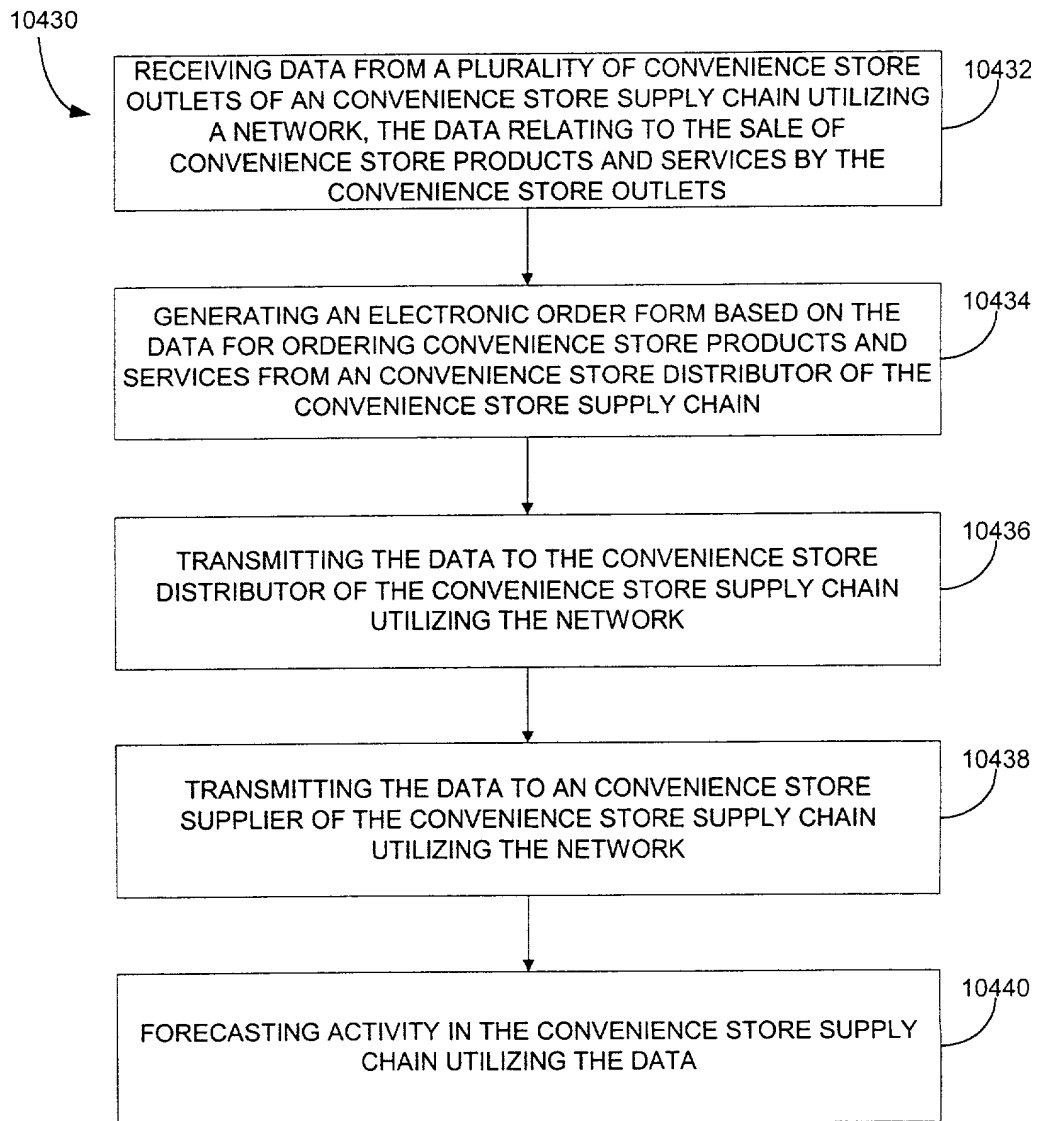 10430
RECEIVING DATA FROM A PLURALITY OF CONVENIENCE STORE
OUTLETS OF AN CONVENIENCE STORE SUPPLY CHAIN UTILIZING
A NETWORK, THE DATA RELATING TO THE SALE OF
CONVENIENCE STORE PRODUCTS AND SERVICES BY THE
CONVENIENCE STORE OUTLETS
10432
GENERATING AN ELECTRONIC ORDER FORM BASED ON THE
DATA FOR ORDERING CONVENIENCE STORE PRODUCTS AND
SERVICES FROM AN CONVENIENCE STORE DISTRIBUTOR OF THE
CONVENIENCE STORE SUPPLY CHAIN
10434
TRANSMITTING THE DATA TO THE CONVENIENCE STORE
DISTRIBUTOR OF THE CONVENIENCE STORE SUPPLY CHAIN
UTILIZING THE NETWORK
10436
TRANSMITTING THE DATA TO AN CONVENIENCE STORE
SUPPLIER OF THE CONVENIENCE STORE SUPPLY CHAIN
UTILIZING THE NETWORK
10438
FORECASTING ACTIVITY IN THE CONVENIENCE STORE SUPPLY
CHAIN UTILIZING THE DATA
10440